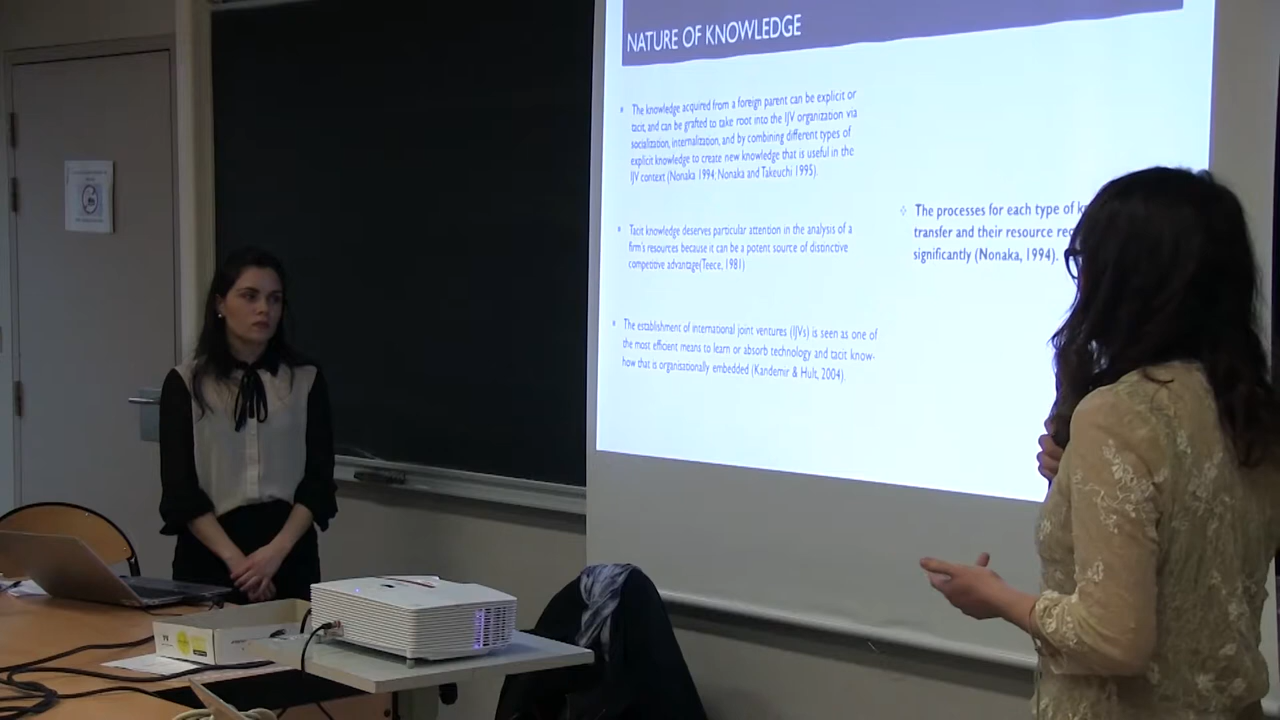 NATURE OF KNOWLEDGE
The knowledge acquired from a foreign parent can be explicit or
tacit, and can be grafted to take root into the IJV organization via
socialization, internalization, and by combining different types of
explicit knowledge to create new knowledge that is useful in the
IJV context (Nonaka 1994; Nonaka and Takeuchi 1995).
Tacit knowledge deserves particular attention in the analysis of a
firm's resources because it can be a potent source of distinctive
competitive advantage(Teece, 1981)
The establishment of international joint ventures (IJVs) is seen as one of
the most efficient means to learn or absorb technology and tacit know-
how that is organisationally embedded (Kandemir & Hult, 2004).
The processes for each type of
transfer and their resource
significantly (Nonaka, 1994).